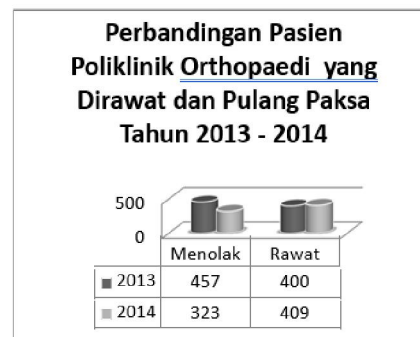 Perbandingan Pasien
Poliklinik Orthopaedi yang
Dirawat dan Pulang Paksa
Tahun 2013 - 2014
500
0
Menolak Rawat
2013 457 400
2014 323 409